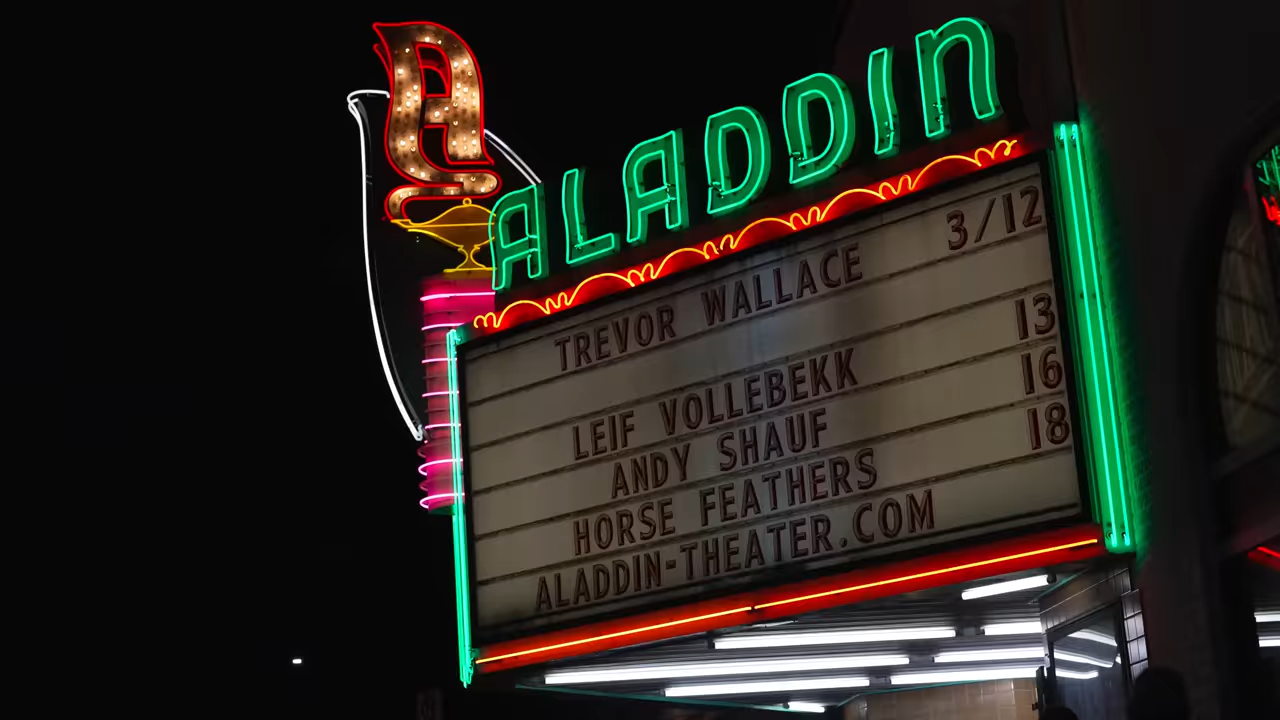 A
ALADDIN
TREVOR WALLACE 3/12
LEIF VOLLEBEKK 13
ANDY SHAUF 16
HORSE FEATHERS 18
ALADDIN-THEATER.COM